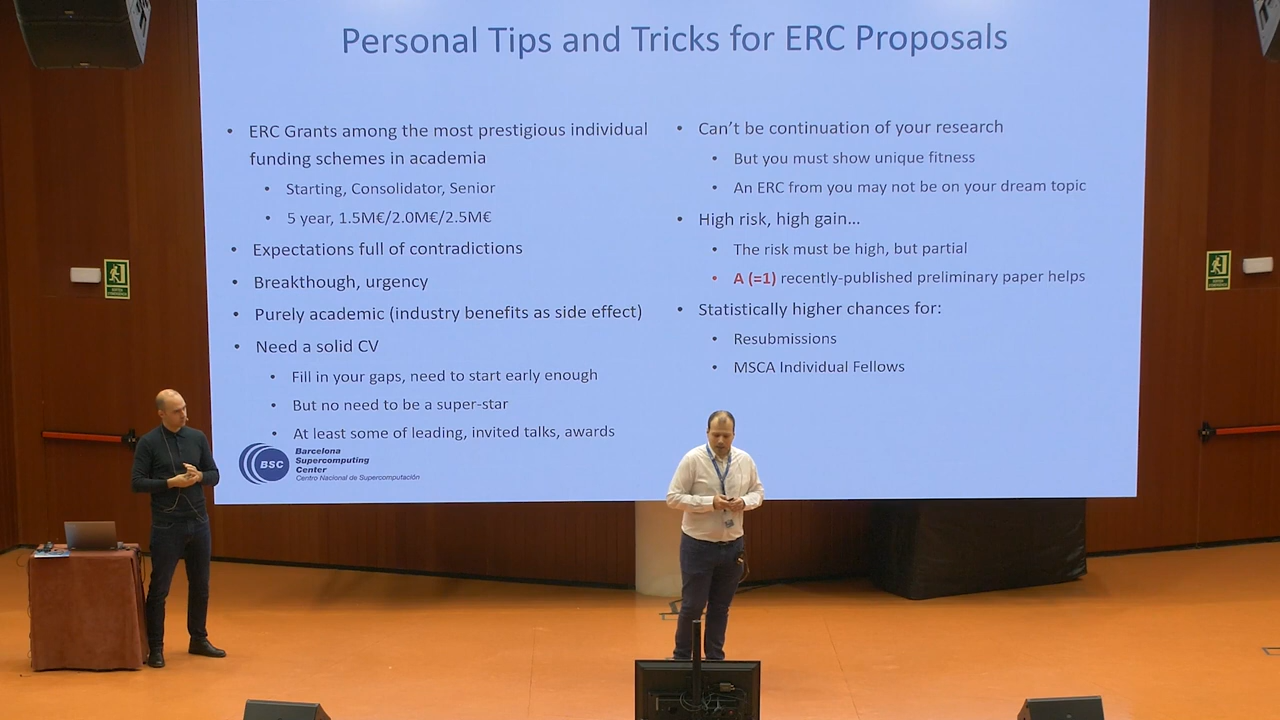 Personal Tips and Tricks for ERC Proposals
• ERC Grants among the most prestigious individual
funding schemes in academia
• Starting, Consolidator, Senior
• 5 year, 1.5M€/2.0M€/2.5M€
• Expectations full of contradictions
• Breakthrough, urgency
• Purely academic (industry benefits as side effect)
• Need a solid CV
• Fill in your gaps, need to start early enough
• But no need to be a super-star
• At least some of leading, invited talks, awards
• Can't be continuation of your research
• But you must show unique fitness
• An ERC from you may not be on your dream topic
• High risk, high gain…
• The risk must be high, but partial
• A (=1) recently-published preliminary paper helps
• Statistically higher chances for:
• Resubmissions
• MSCA Individual Fellows
BSC
Barcelona
Supercomputing
Center
Centro Nacional de Supercomputación